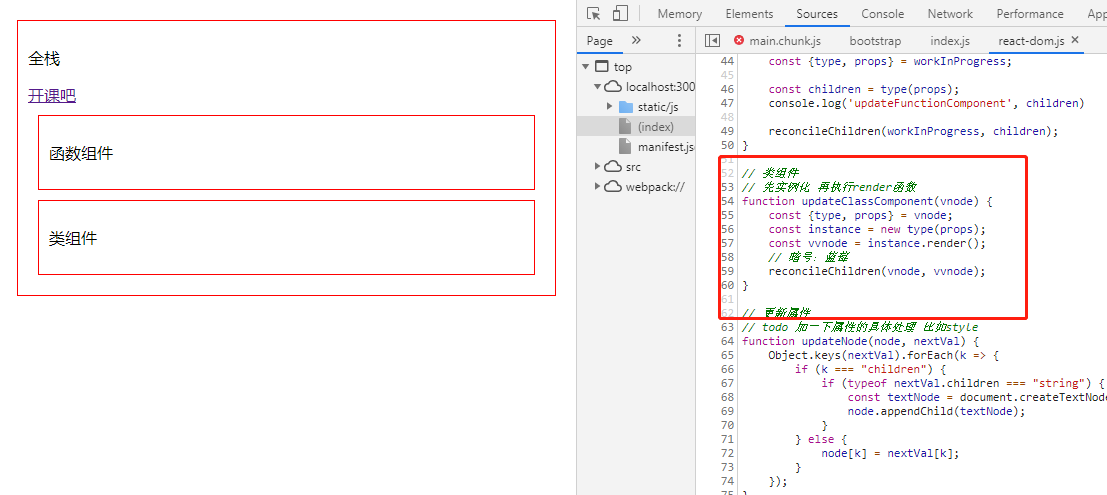 全栈
开课吧
函数组件
类组件
Memory Elements Sources Console Network Performance Applica
Page » main.chunk.js bootstrap index.js react-dom.js ×
top
localhost:300
static/js
(index)
manifest.js
src
webpack://
44 const {type, props} = workInProgress;
45
46 const children = type(props);
47 console.log('updateFunctionComponent', children)
48
49 reconcileChildren(workInProgress, children);
50 }
51
52 // 类组件
53 // 先实例化 再执行render函数
54 function updateClassComponent(vnode) {
55 const {type, props} = vnode;
56 const instance = new type(props);
57 const vvnode = instance.render();
58 // 暗号：蓝莓
59 reconcileChildren(vnode, vvnode);
60 }
61
62 // 更新属性
63 // todo 加一下属性的具体处理 比如style
64 function updateNode(node, nextVal) {
65 Object.keys(nextVal).forEach(k => {
66 if (k === "children") {
67 if (typeof nextVal.children === "string") {
68 const textNode = document.createTextNode
69 node.appendChild(textNode);
70 }
71 } else {
72 node[k] = nextVal[k];
73 }
74 });
75 }